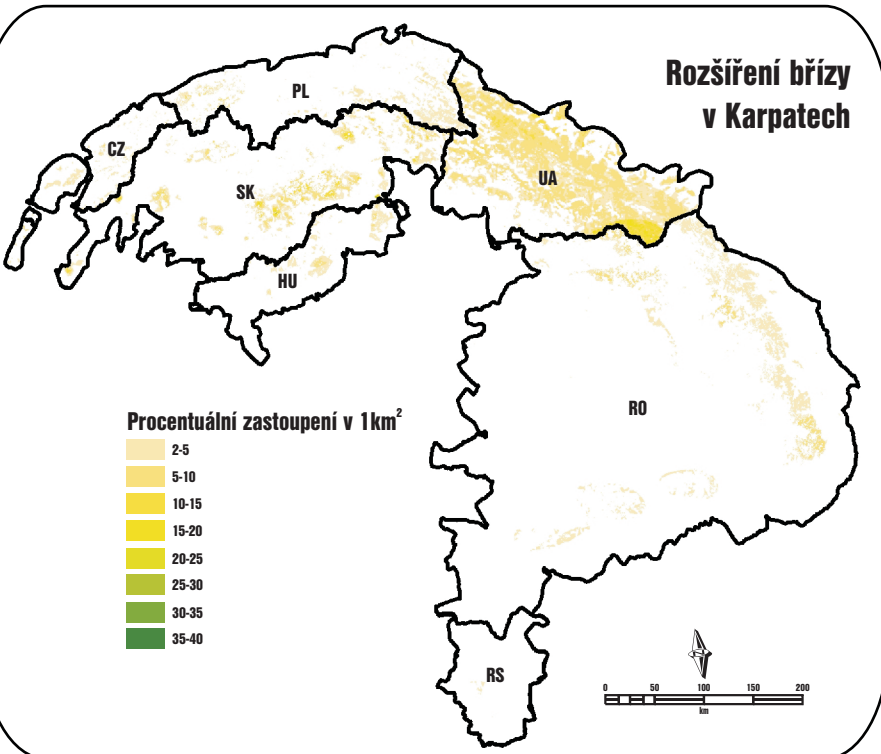 Rozšíření břízy
v Karpatech
PL
CZ
SK
UA
HU
RO
RS
Procentuální zastoupení v 1km²
2-5
5-10
10-15
15-20
20-25
25-30
30-35
35-40
0 50 100 150 200
km